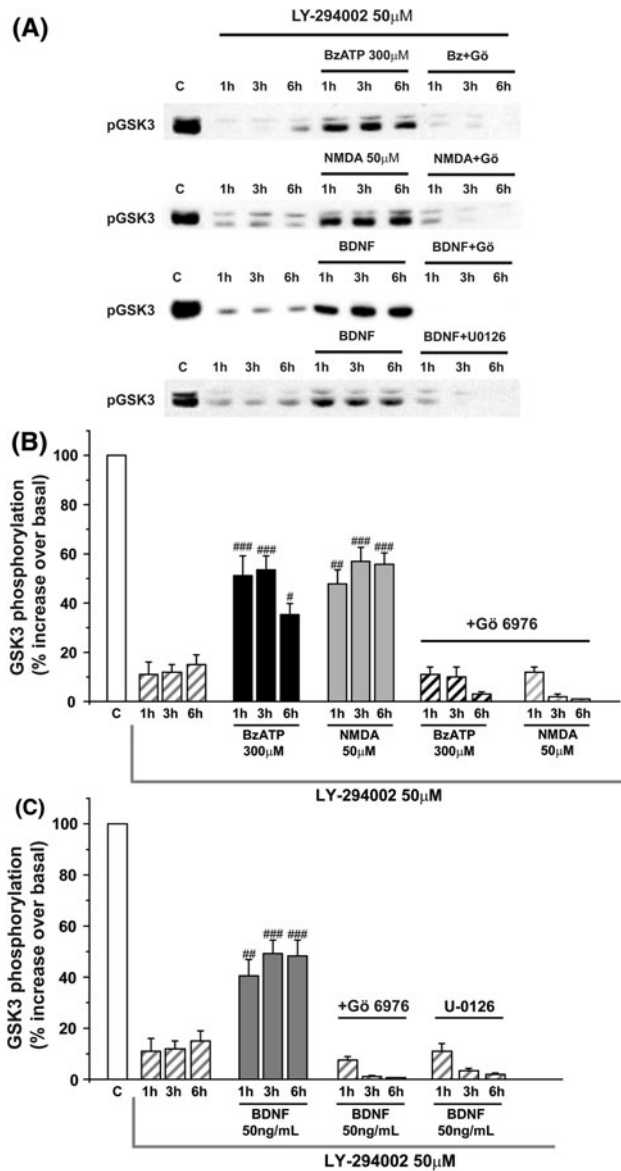 (A)
LY-294002 50µM
BzATP 300µM Bz+Gö
C 1h 3h 6h 1h 3h 6h 1h 3h 6h
pGSK3
NMDA 50µM NMDA+Gö
C 1h 3h 6h 1h 3h 6h 1h 3h 6h
pGSK3
BDNF BDNF+Gö
C 1h 3h 6h 1h 3h 6h 1h 3h 6h
pGSK3
BDNF BDNF+U0126
C 1h 3h 6h 1h 3h 6h 1h 3h 6h
pGSK3
(B)
GSK3 phosphorylation
(% increase over basal)
100
80
60
40
20
0
### ### # ## ### ###
+Gö 6976
C 1h 3h 6h 1h 3h 6h 1h 3h 6h 1h 3h 6h 1h 3h 6h
BzATP NMDA BzATP NMDA
300µM 50µM 300µM 50µM
LY-294002 50µM
(C)
GSK3 phosphorylation
(% increase over basal)
100
80
60
40
20
0
## ### ###
+Gö 6976 U-0126
C 1h 3h 6h 1h 3h 6h 1h 3h 6h 1h 3h 6h
BDNF BDNF BDNF
50ng/mL 50ng/mL 50ng/mL
LY-294002 50µM